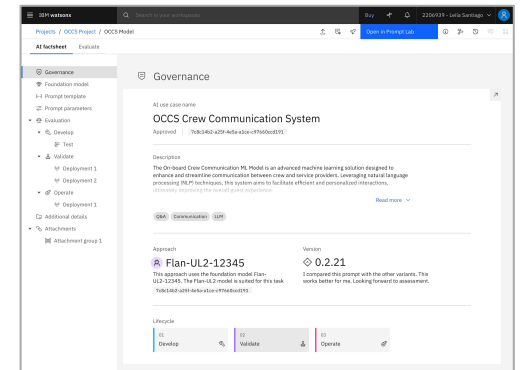 IBM watsonx
Search in your workspaces
Buy
2206939 - Leila Santiago
Projects / OCCS Project / OCCS Model
Open in Prompt Lab
AI factsheet
Evaluate
Governance
Foundation model
Prompt template
Prompt parameters
Evaluation
Develop
Test
Validate
Deployment 1
Deployment 2
Operate
Deployment 1
Additional details
Attachments
Attachment group 1
Governance
AI use case name
OCCS Crew Communication System
Approved
7c8c14b2-a25f-4e5a-a1ce-c97660ccd191
Description
The On-board Crew Communication ML Model is an advanced machine learning solution designed to
enhance and streamline communication between crew and service providers. Leveraging natural language
processing (NLP) techniques, this system aims to facilitate efficient and personalized interactions,
ultimately improving the overall guest experience.
Read more
Q&A
Communication
LLM
Approach
Flan-UL2-12345
This approach uses the foundation model Flan-
UL2-12345. The Flan-UL2 model is suited for this task
7c8c14b2-a25f-4e5a-a1ce-c97660ccd191
Version
0.2.21
I compared this prompt with the other variants. This
works better for me. Looking forward to assessment.
Lifecycle
01
Develop
02
Validate
03
Operate